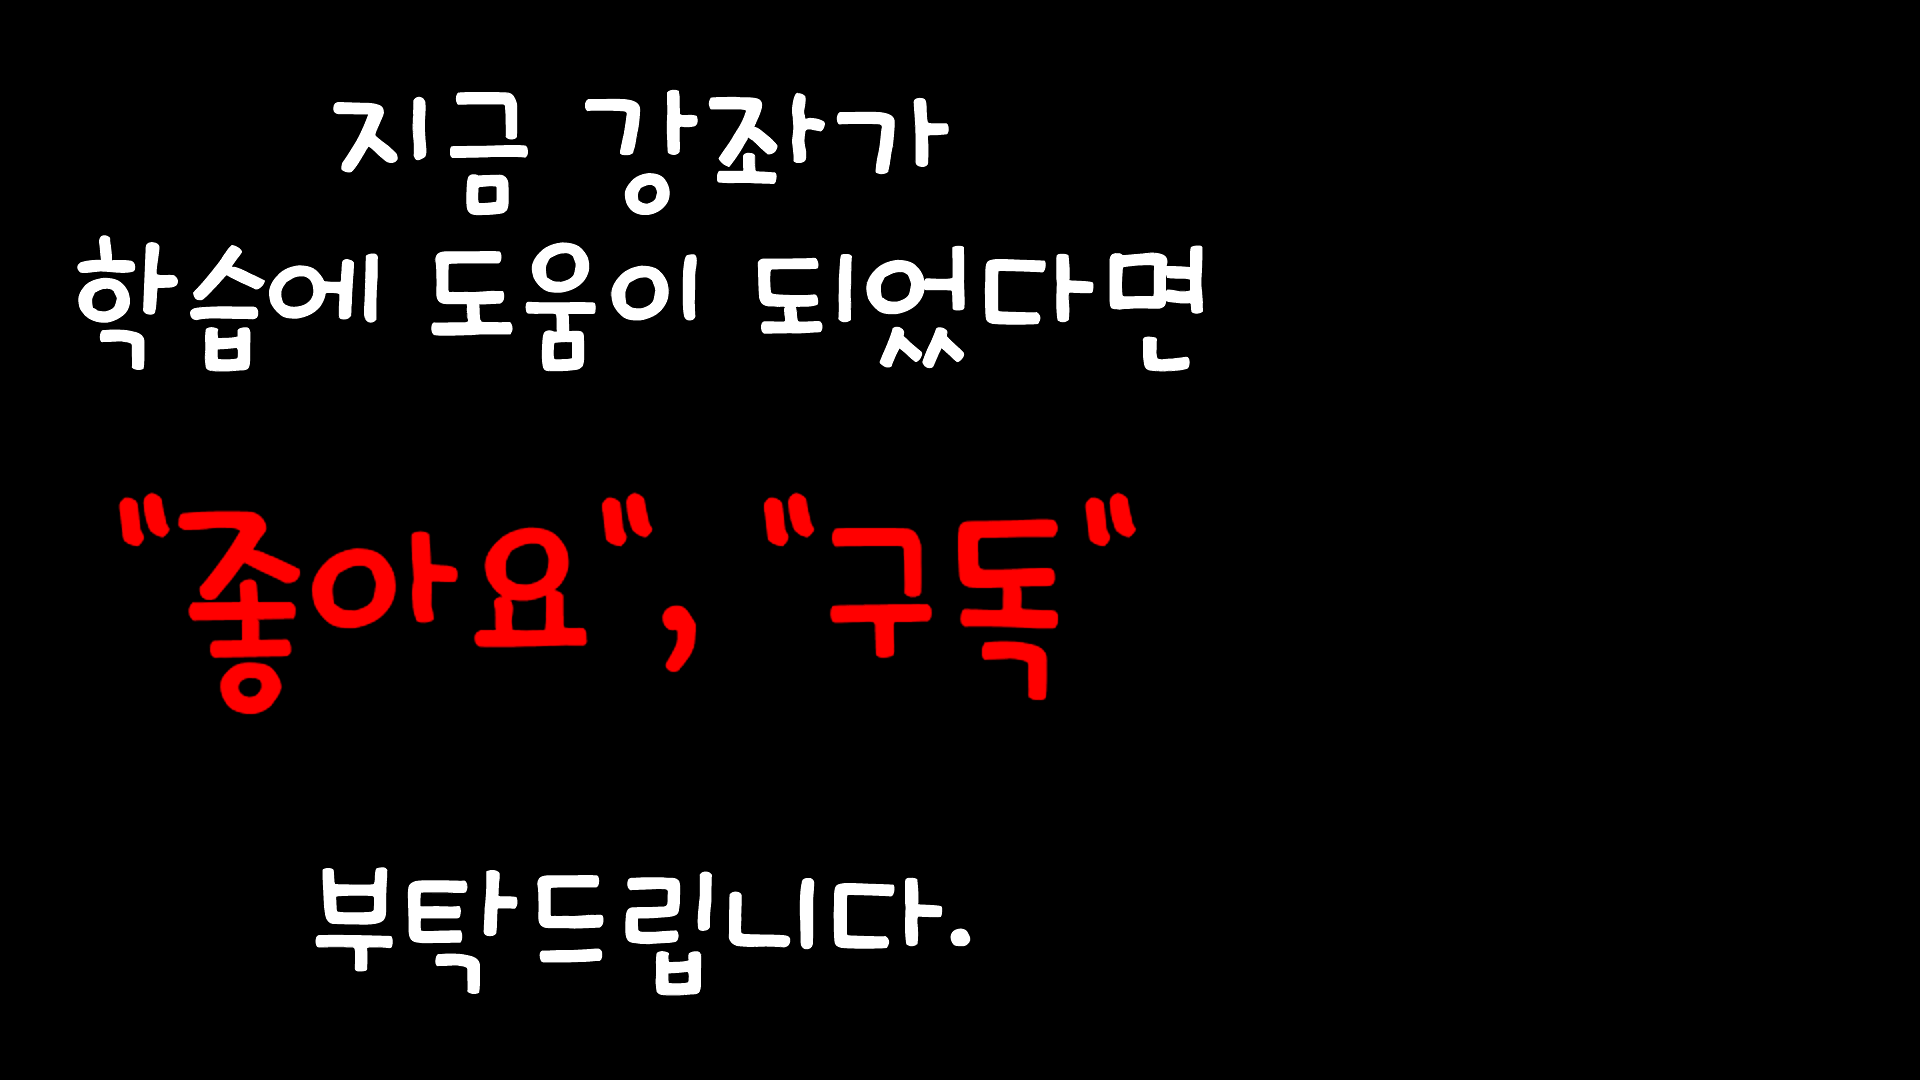 지금 강좌가
학습에 도움이 되었다면
"좋아요", "구독"
부탁드립니다.